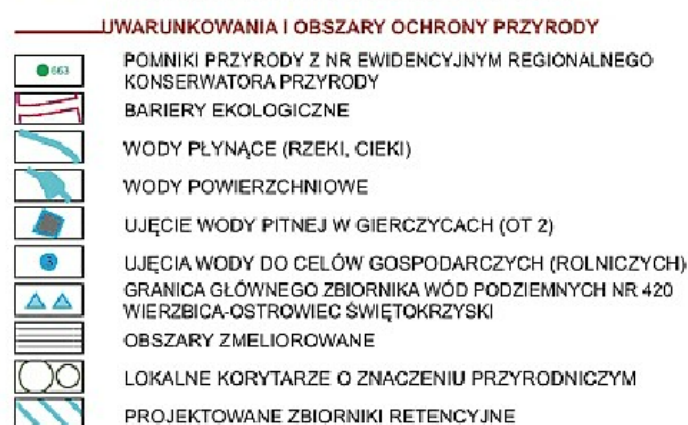 UWARUNKOWANIA I OBSZARY OCHRONY PRZYRODY
663
POMNIKI PRZYRODY Z NR EWIDENCYJNYM REGIONALNEGO
KONSERWATORA PRZYRODY
BARIERY EKOLOGICZNE
WODY PŁYNĄCE (RZEKI, CIEKI)
WODY POWIERZCHNIOWE
UJĘCIE WODY PITNEJ W GIERCZYCACH (OT 2)
3
UJĘCIA WODY DO CELÓW GOSPODARCZYCH (ROLNICZYCH)
GRANICA GŁÓWNEGO ZBIORNIKA WÓD PODZIEMNYCH NR 420
WIERZBICA-OSTROWIEC ŚWIĘTOKRZYSKI
OBSZARY ZMELIOROWANE
LOKALNE KORYTARZE O ZNACZENIU PRZYRODNICZYM
PROJEKTOWANE ZBIORNIKI RETENCYJNE